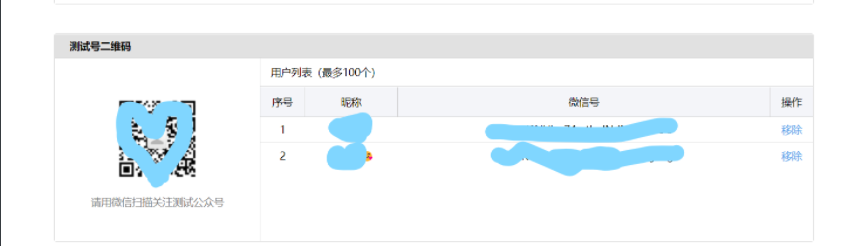 测试号二维码
用户列表（最多100个）
序号 昵称 微信号 操作
1 移除
2 移除
请用微信扫描关注测试公众号